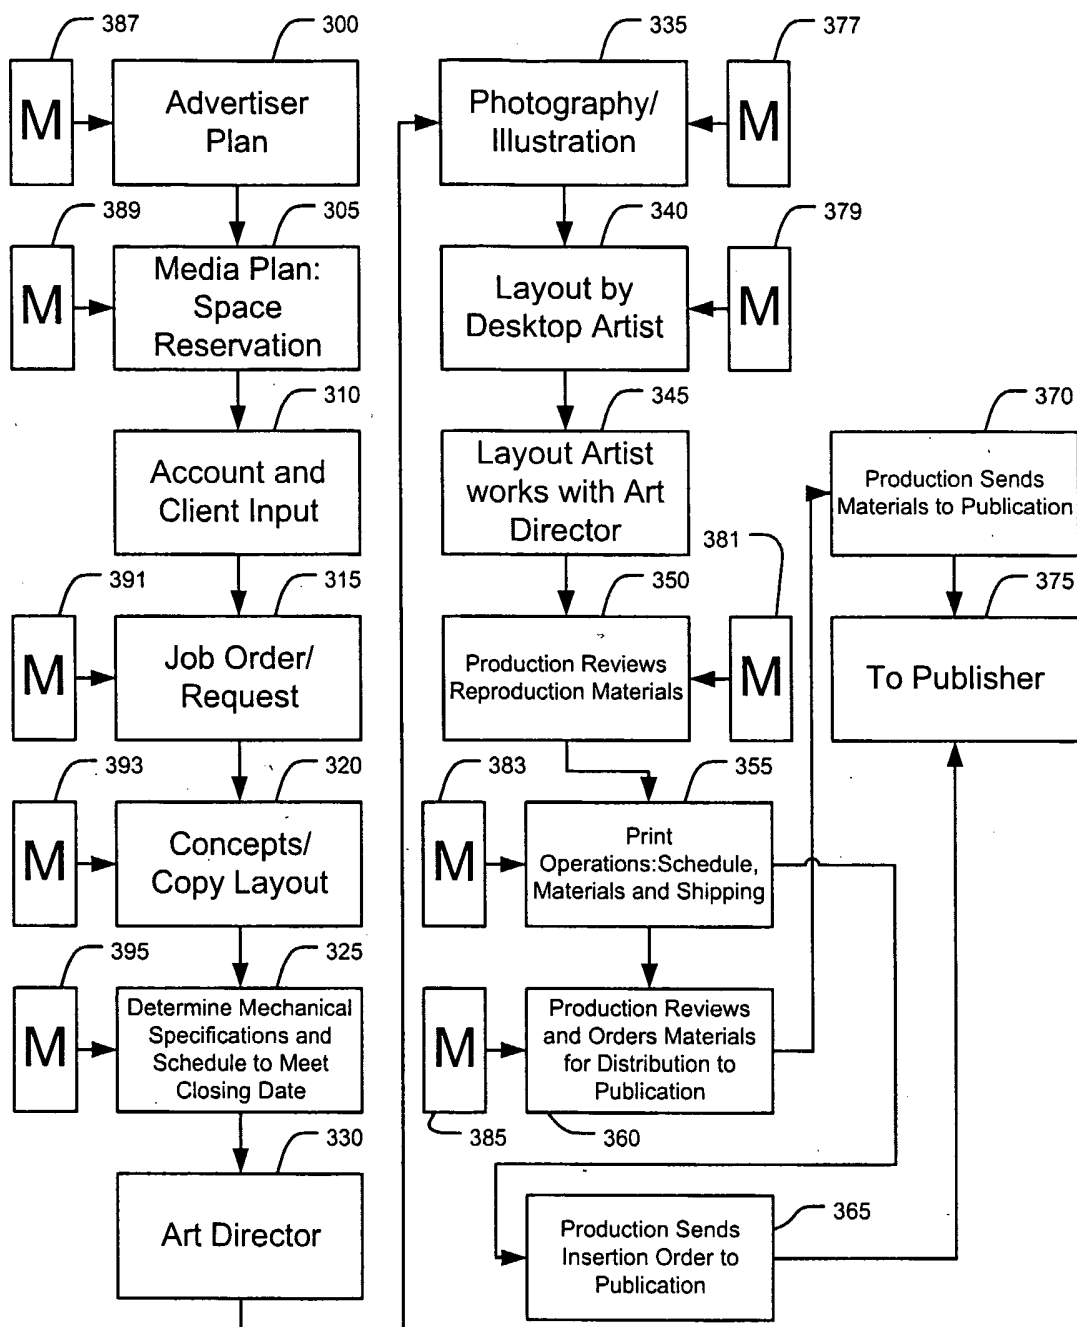 387
300
M
Advertiser
Plan
389
305
M
Media Plan:
Space
Reservation
310
Account and
Client Input
391
315
M
Job Order/
Request
393
320
M
Concepts/
Copy Layout
395
325
M
Determine Mechanical
Specifications and
Schedule to Meet
Closing Date
330
Art Director
335
377
Photography/
Illustration
M
340
379
Layout by
Desktop Artist
M
345
Layout Artist
works with Art
Director
381
350
Production Reviews
Reproduction Materials
M
383
355
M
Print
Operations:Schedule,
Materials and Shipping
M
Production Reviews
and Orders Materials
for Distribution to
Publication
385
360
365
Production Sends
Insertion Order to
Publication
370
Production Sends
Materials to Publication
375
To Publisher